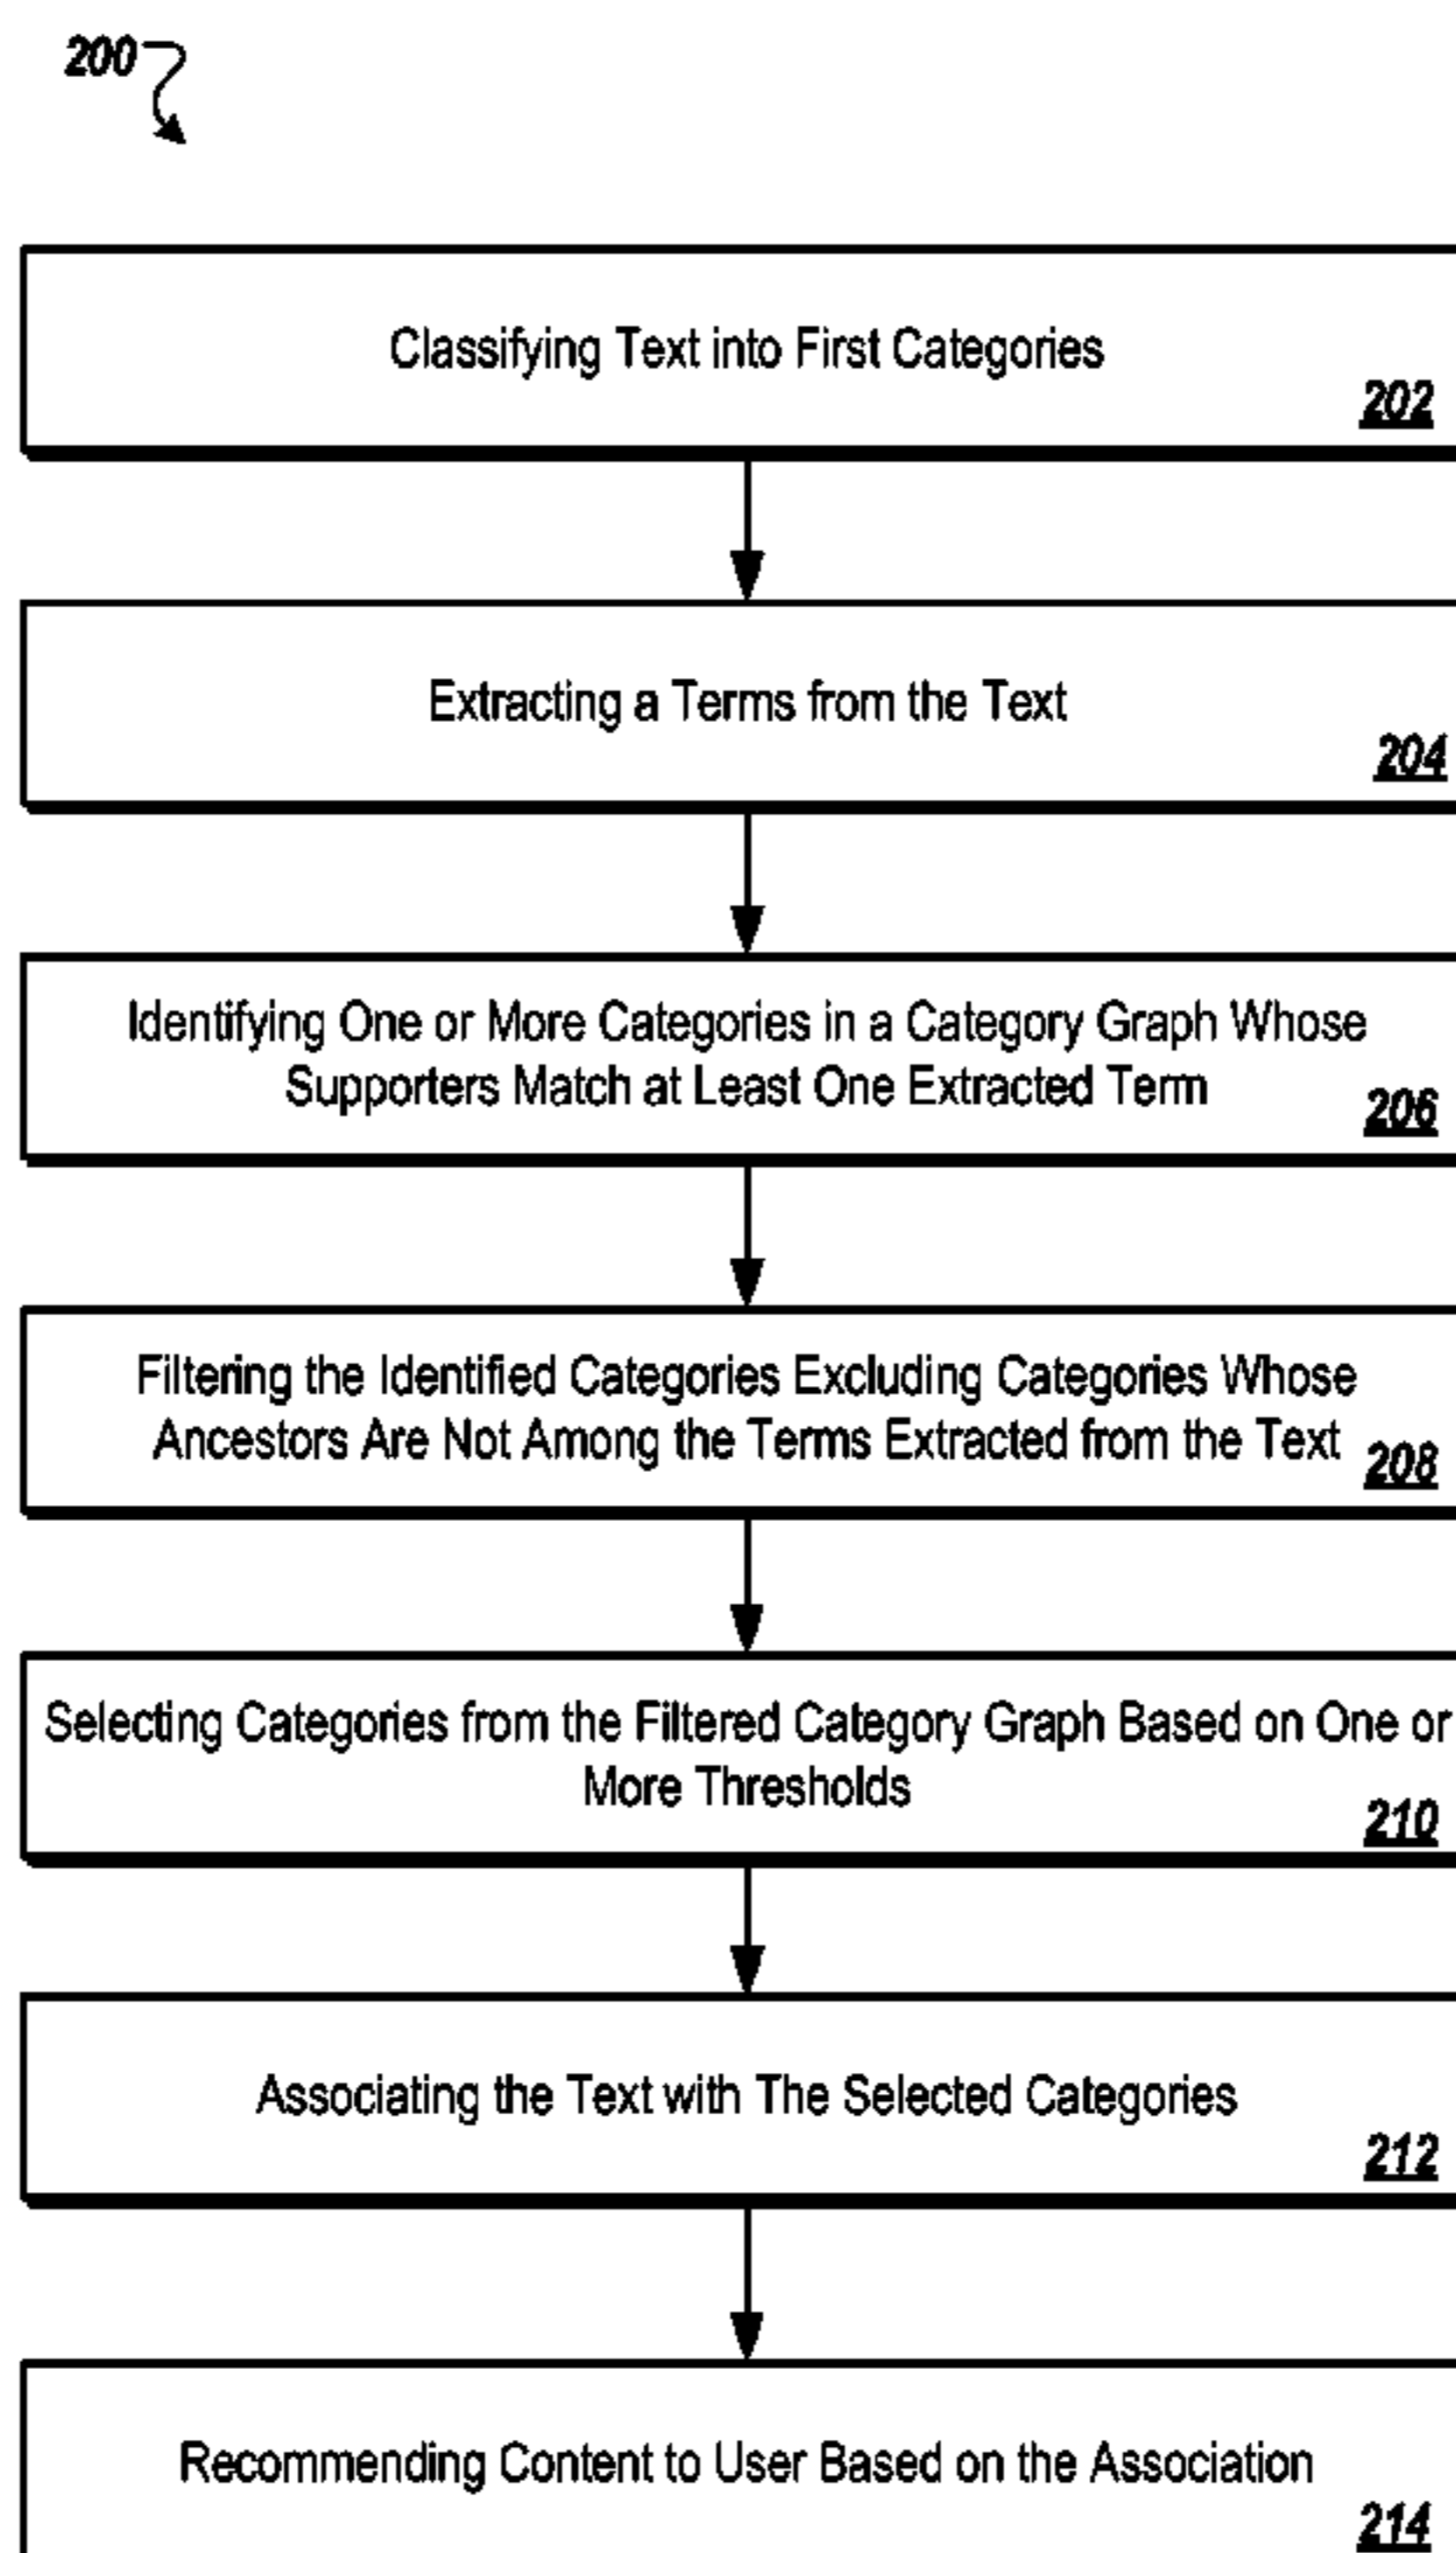 200
Classifying Text into First Categories
202
Extracting a Terms from the Text
204
Identifying One or More Categories in a Category Graph Whose
Supporters Match at Least One Extracted Term
206
Filtering the Identified Categories Excluding Categories Whose
Ancestors Are Not Among the Terms Extracted from the Text
208
Selecting Categories from the Filtered Category Graph Based on One or
More Thresholds
210
Associating the Text with The Selected Categories
212
Recommending Content to User Based on the Association
214